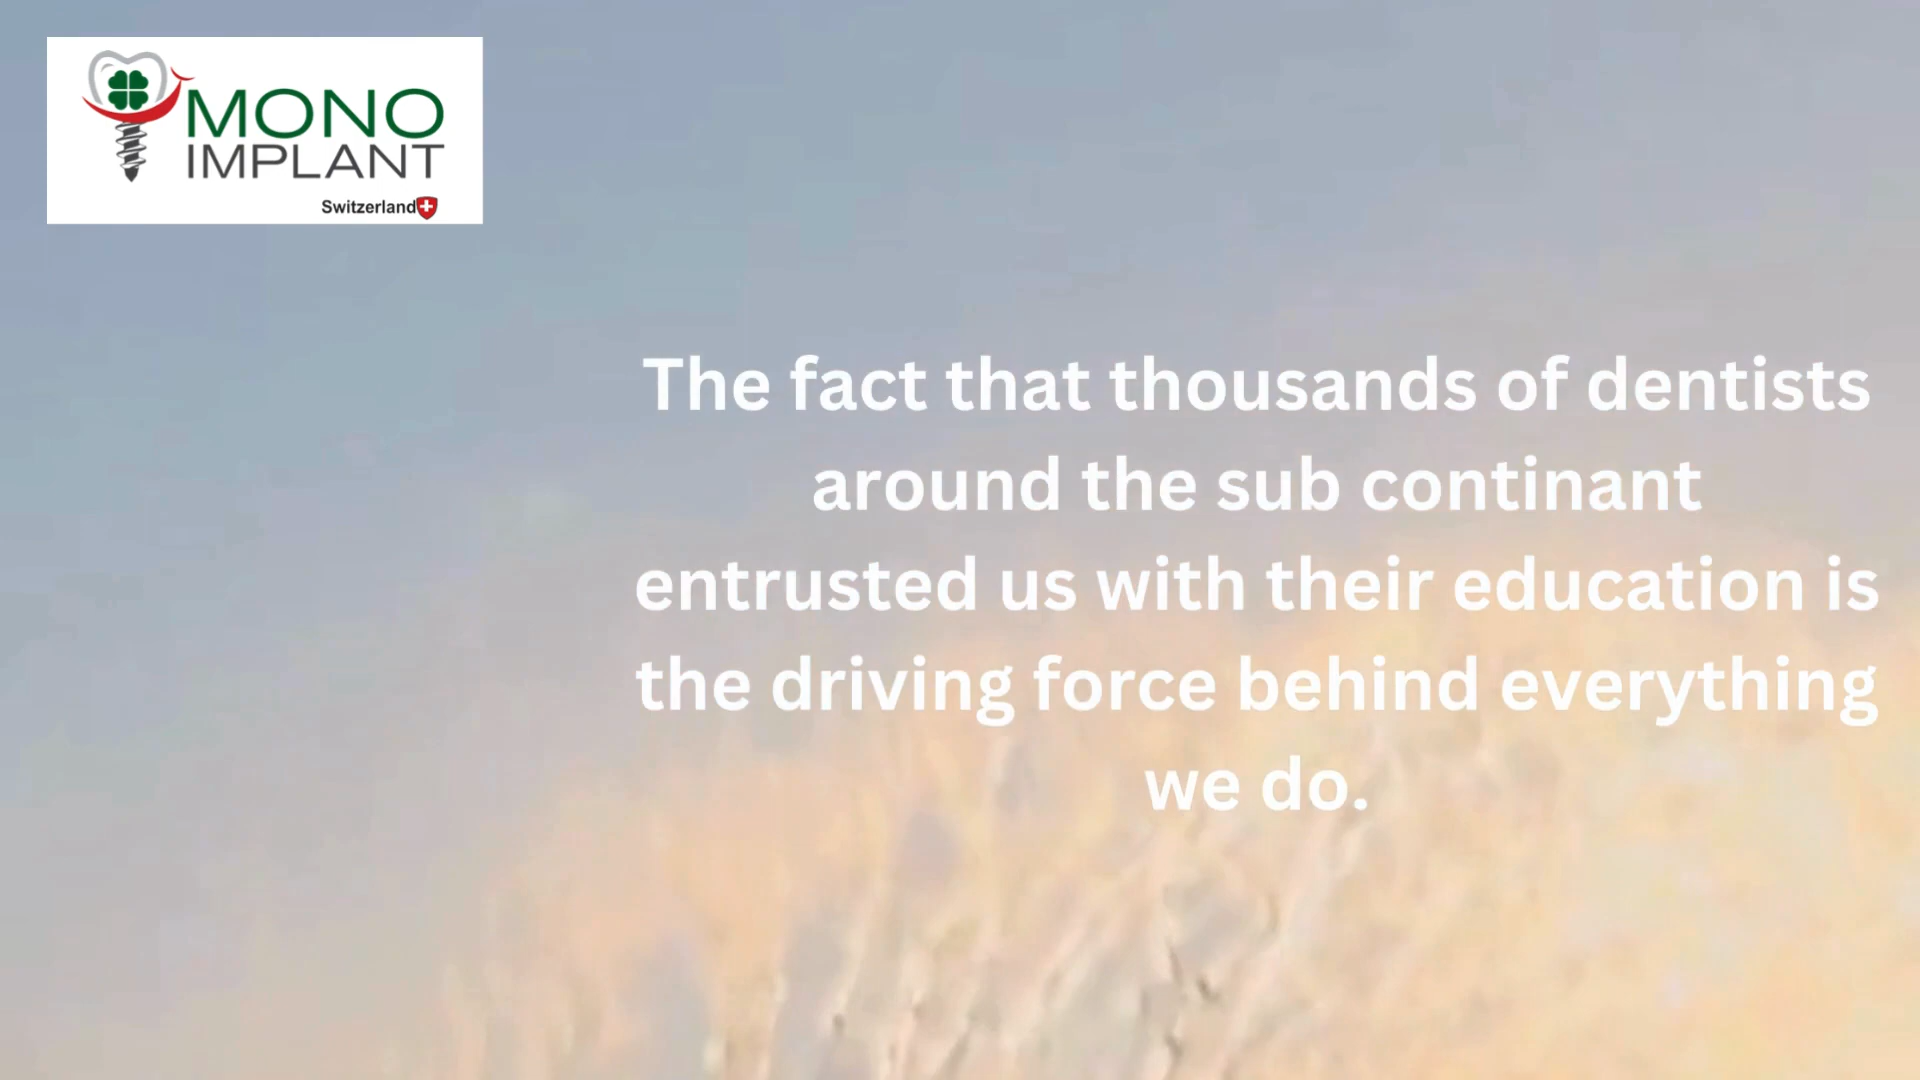 MONO
IMPLANT
Switzerland
The fact that thousands of dentists
around the sub continant
entrusted us with their education is
the driving force behind everything
we do.